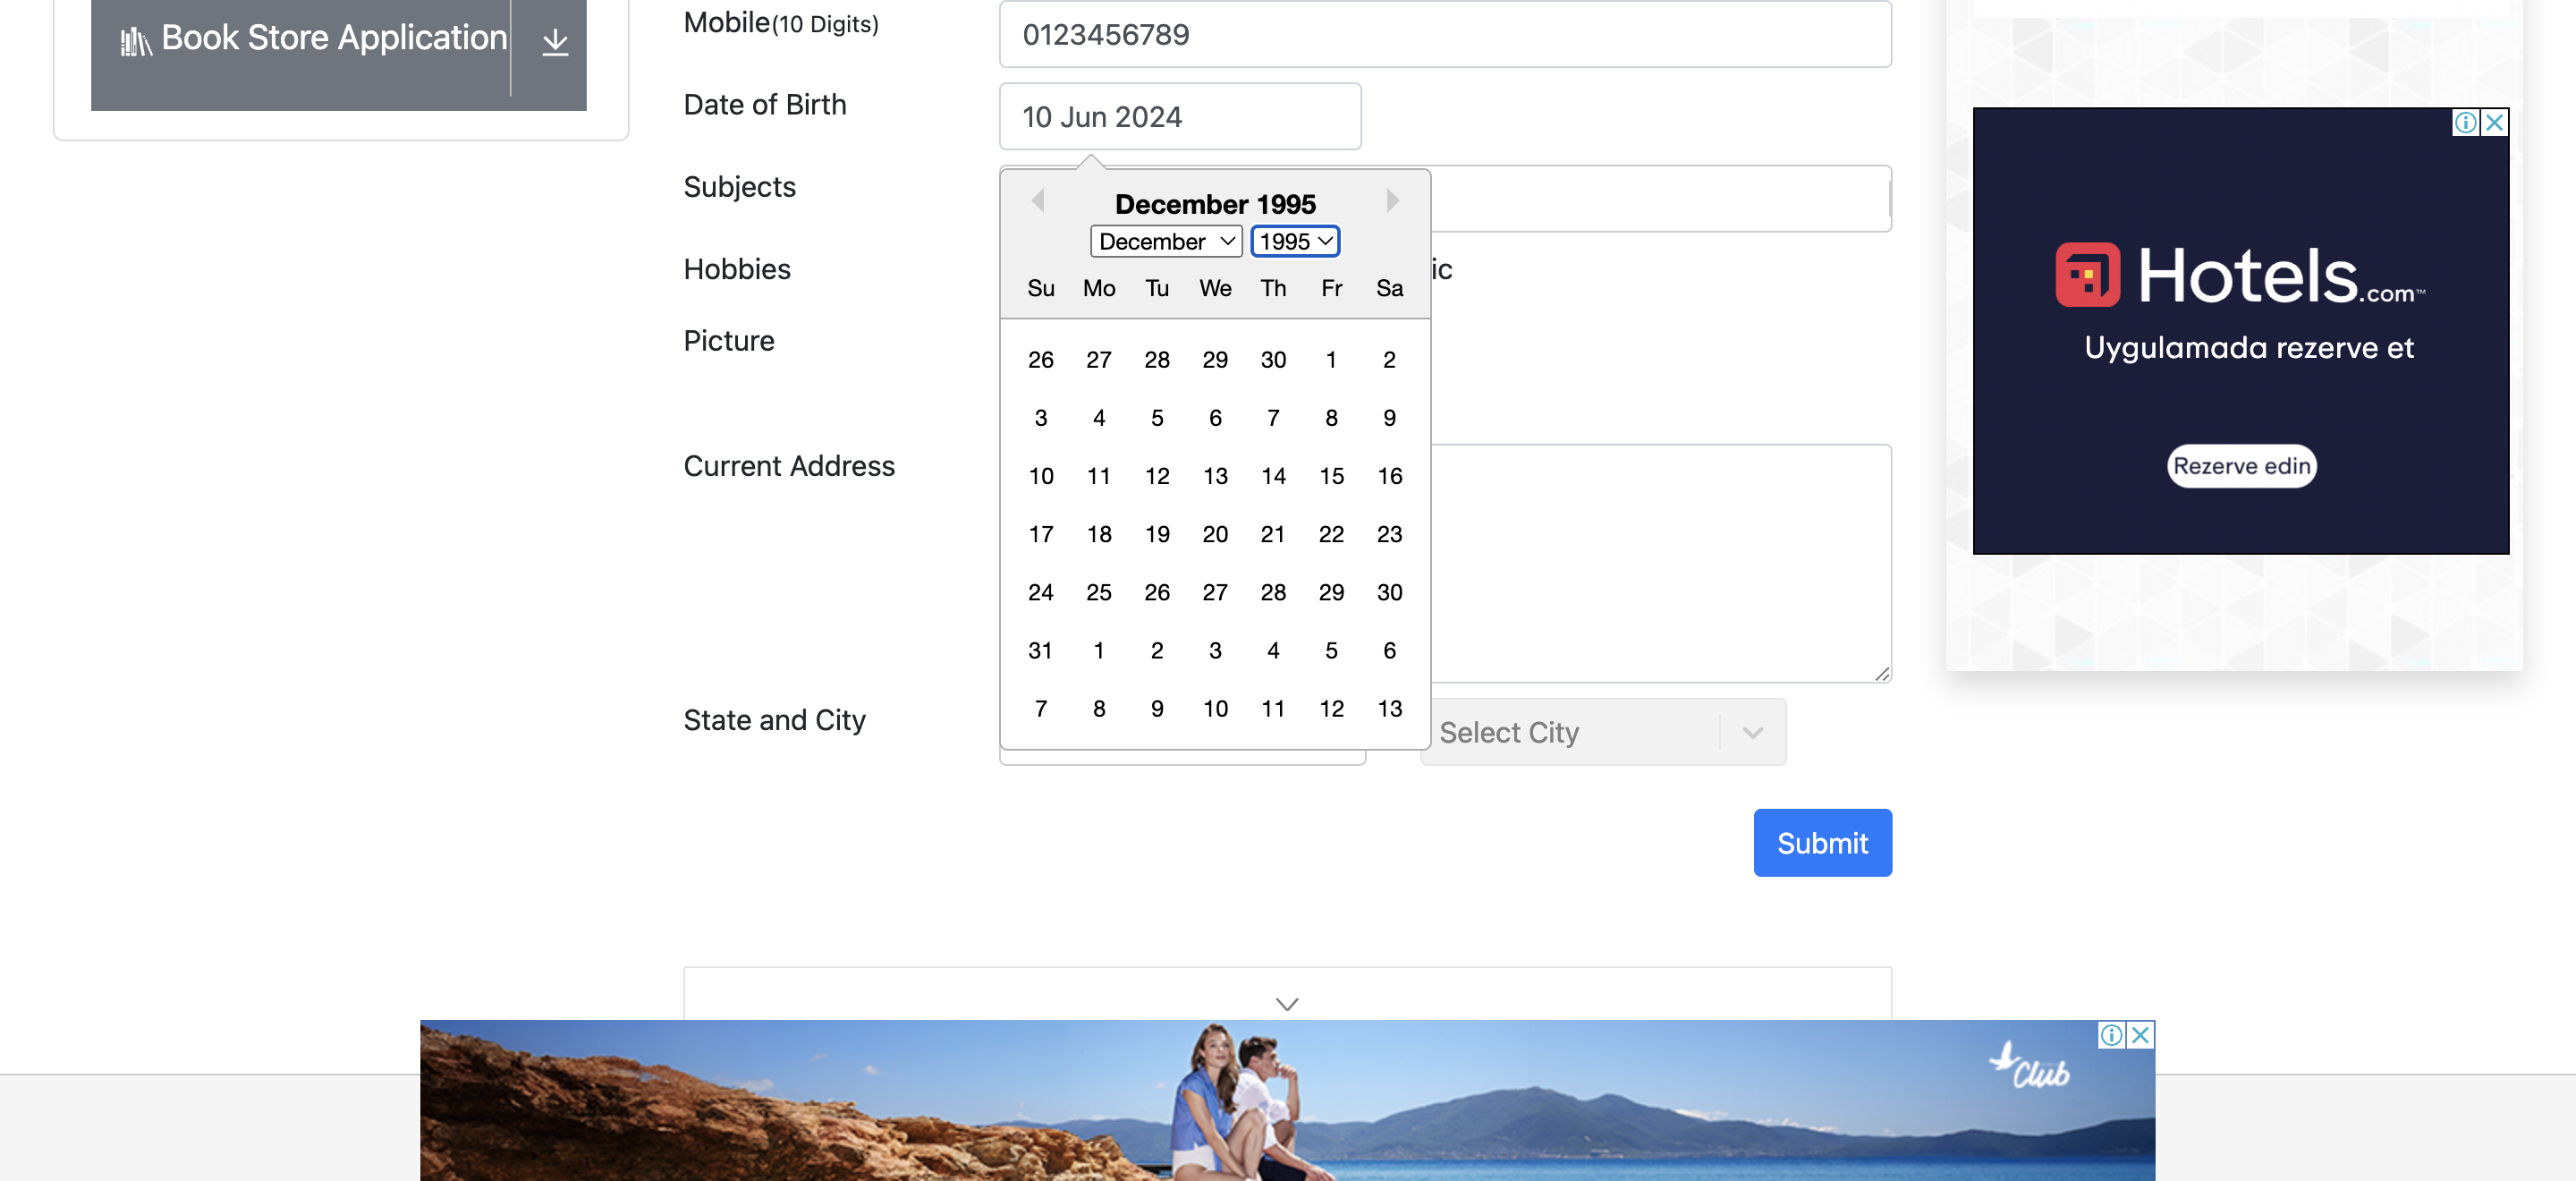 Book Store Application
Mobile(10 Digits)
0123456789
Date of Birth
10 Jun 2024
Subjects
December 1995
December
1995
Hobbies
ic
Su Mo Tu We Th Fr Sa
26 27 28 29 30 1 2
3 4 5 6 7 8 9
10 11 12 13 14 15 16
17 18 19 20 21 22 23
24 25 26 27 28 29 30
31 1 2 3 4 5 6
7 8 9 10 11 12 13
Picture
Current Address
State and City
Select City
Submit
Hotels.com™
Uygulamada rezerve et
Rezerve edin
Club